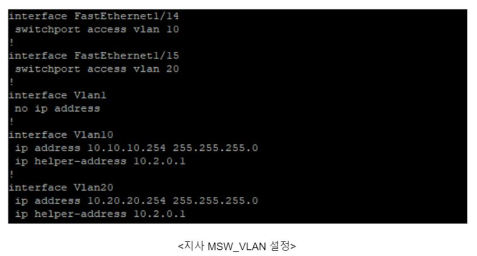 interface FastEthernet1/14
switchport access vlan 10
!
interface FastEthernet1/15
switchport access vlan 20
!
interface Vlan1
no ip address
!
interface Vlan10
ip address 10.10.10.254 255.255.255.0
ip helper-address 10.2.0.1
!
interface Vlan20
ip address 10.20.20.254 255.255.255.0
ip helper-address 10.2.0.1
<지사 MSW_VLAN 설정>